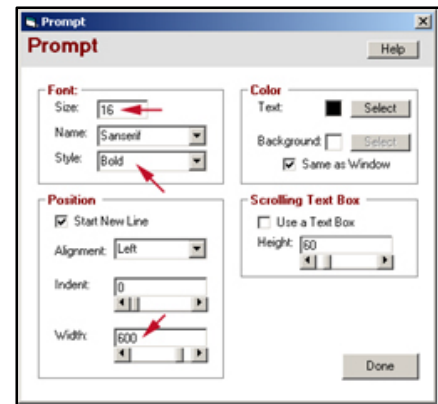 Prompt
Prompt
Help
Font:
Size: 16
Name: Sanserif
Style: Bold
Color
Text: Select
Background: Select
Same as Window
Position
Start New Line
Alignment: Left
Indent: 0
Width: 600
Scrolling Text Box
Use a Text Box
Height: 60
Done